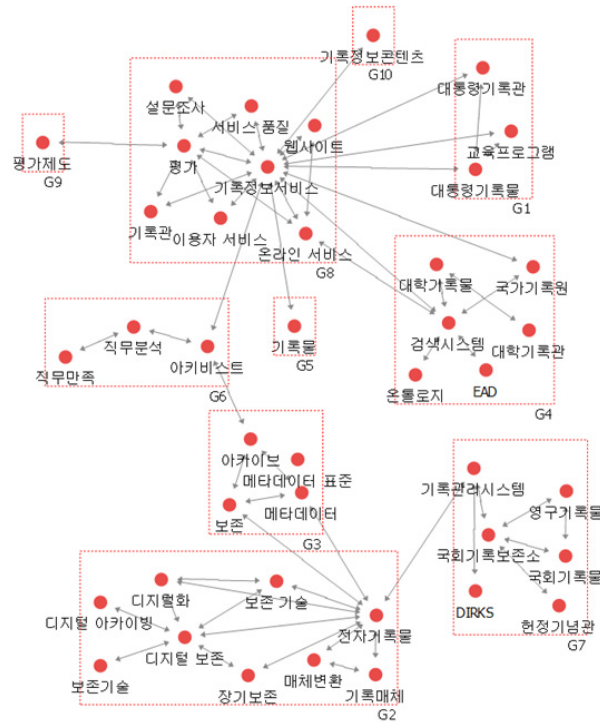 기록정보콘텐츠
G10
대통령기록관
교육프로그램
대통령기록물
G1
설문조사
서비스 품질
웹사이트
평가
기록정보서비스
기록관
이용자 서비스
온라인 서비스
G8
평가제도
G9
대학기록물
국가기록원
검색시스템
대학기록관
온톨로지
EAD
G4
기록물
G5
직무분석
직무만족
아키비스트
G6
아카이브
메타데이터 표준
메타데이터
보존
G3
기록관리시스템
영구기록물
국회기록보존소
국회기록물
DIRKS
헌정기념관
G7
디지털화
보존 기술
디지털 아카이빙
전자기록물
디지털 보존
보존기술
장기보존
매체변환
기록매체
G2